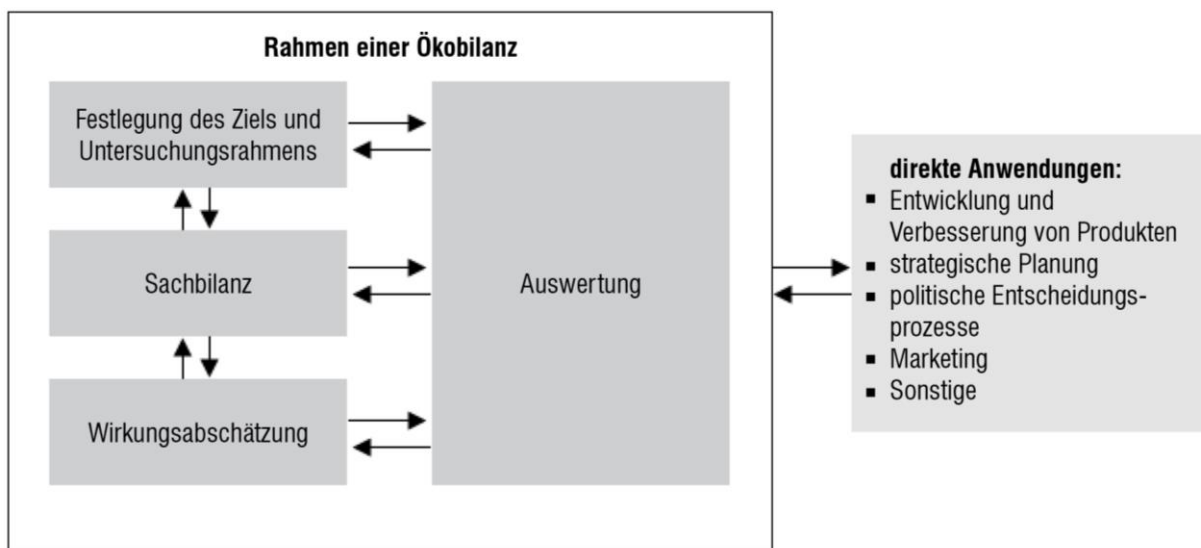 Rahmen einer Ökobilanz
Festlegung des Ziels und
Untersuchungsrahmens
Sachbilanz
Wirkungsabschätzung
Auswertung
direkte Anwendungen:
▪ Entwicklung und
Verbesserung von Produkten
▪ strategische Planung
▪ politische Entscheidungs-
prozesse
▪ Marketing
▪ Sonstige